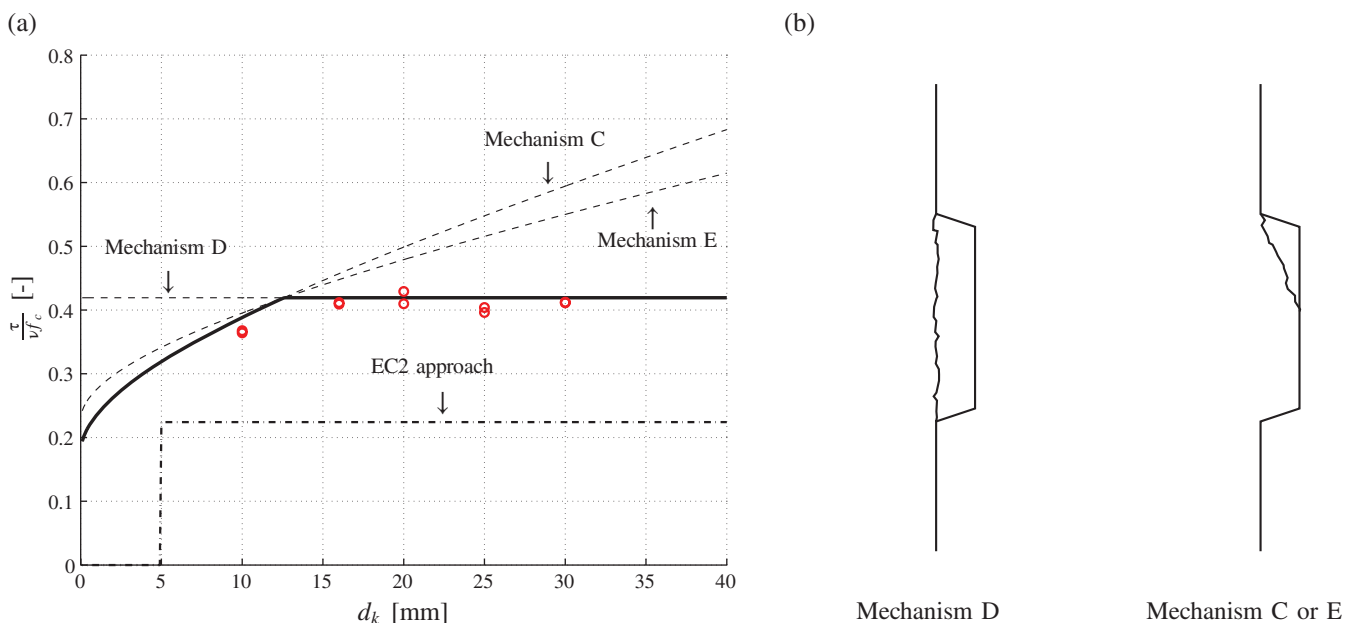 (a)
(b)
0.8
0.7
0.6
0.5
0.4
0.3
0.2
0.1
0
τ/νf_c [-]
Mechanism C
Mechanism E
Mechanism D
EC2 approach
0 5 10 15 20 25 30 35 40
d_k [mm]
Mechanism D
Mechanism C or E